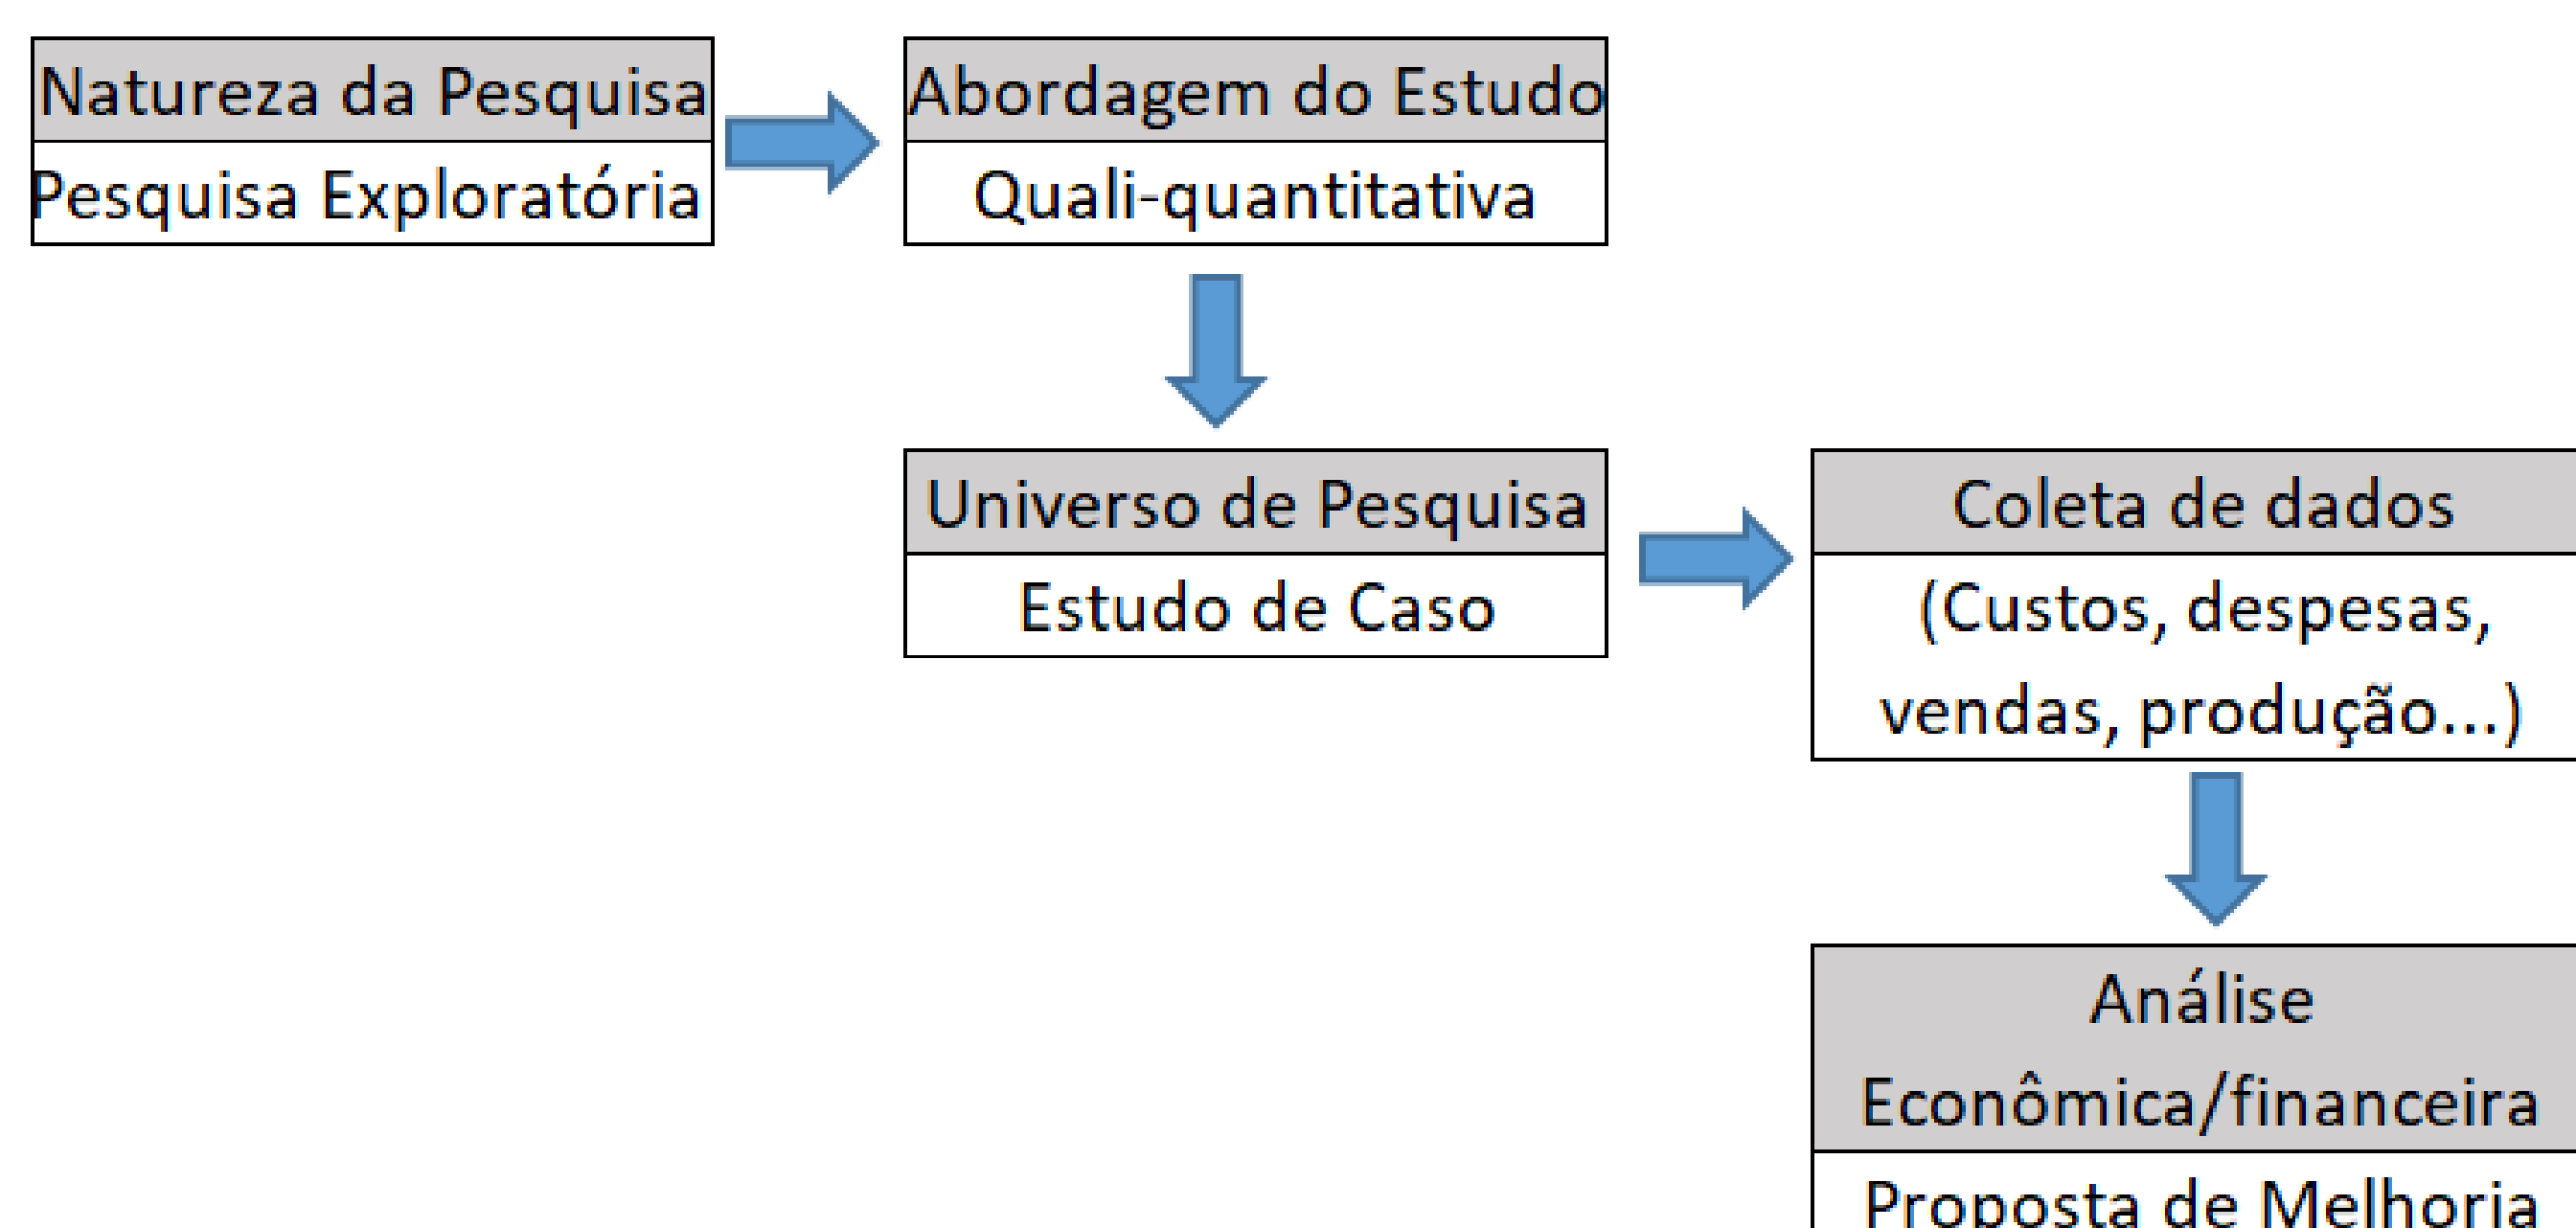 Natureza da Pesquisa
Pesquisa Exploratória
Abordagem do Estudo
Quali-quantitativa
Universo de Pesquisa
Estudo de Caso
Coleta de dados
(Custos, despesas,
vendas, produção...)
Análise
Econômica/financeira
Proposta de Melhoria